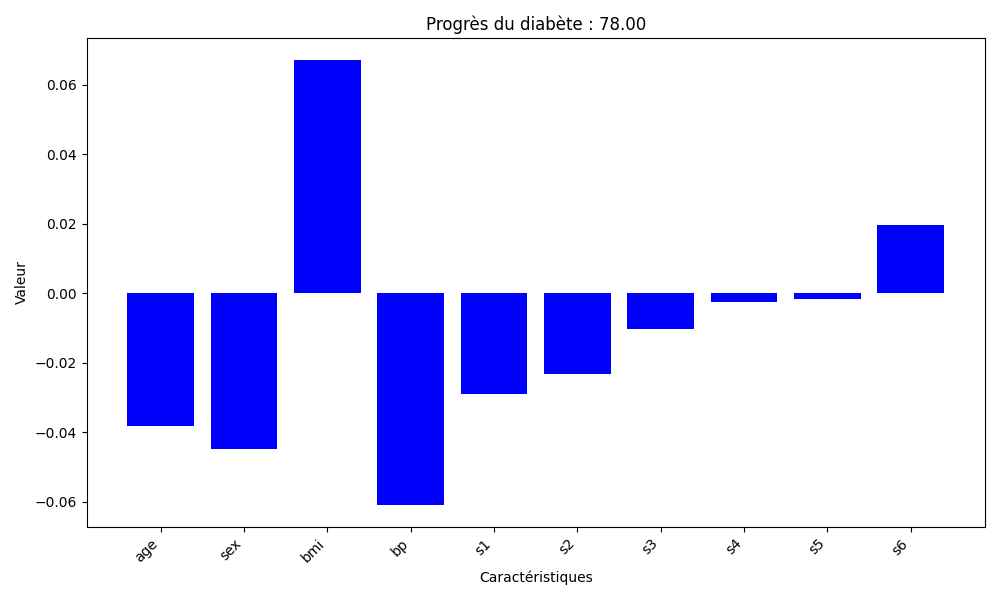 Progrès du diabète : 78.00
0.06
0.04
0.02
0.00
−0.02
−0.04
−0.06
Valeur
age
sex
bmi
bp
s1
s2
s3
s4
s5
s6
Caractéristiques